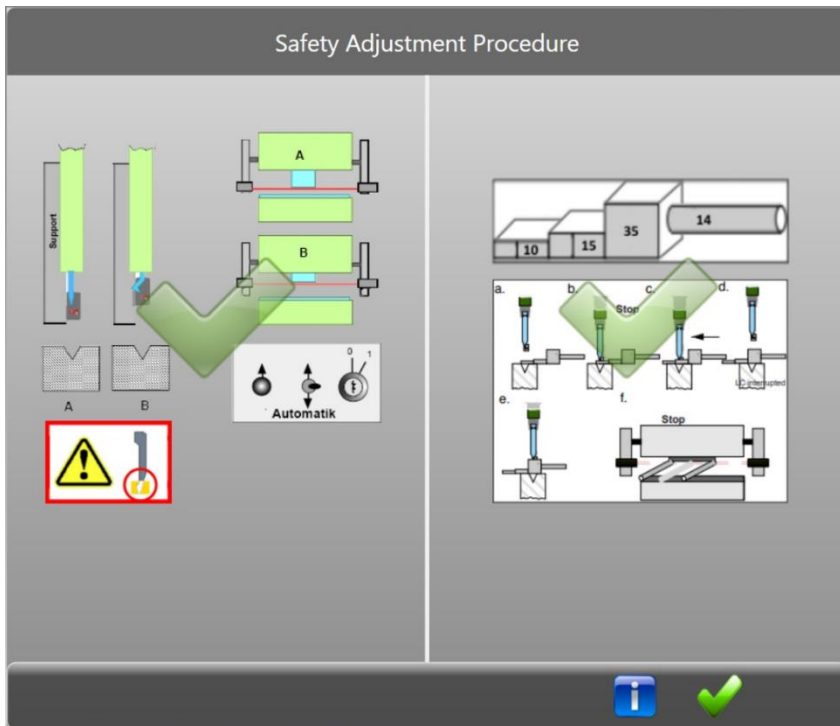 Safety Adjustment Procedure
Support
A
B
A
B
0 1
Automatik
10
15
35
14
a.
b.
Stop
c.
d.
LC interrupted
e.
f.
Stop